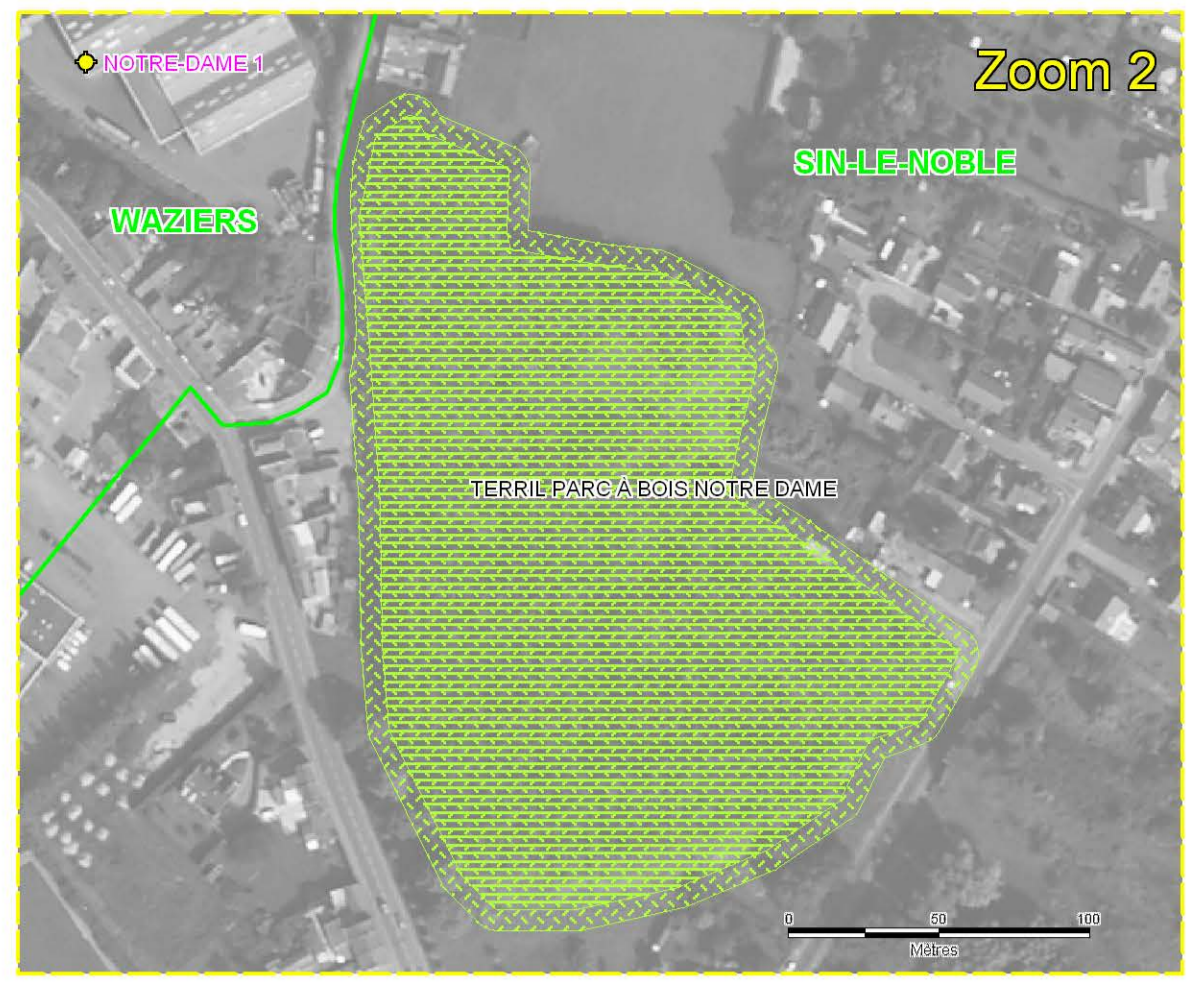 NOTRE-DAME 1
Zoom 2
SIN-LE-NOBLE
WAZIERS
TERRIL PARC À BOIS NOTRE DAME
0 50 100
Mètres